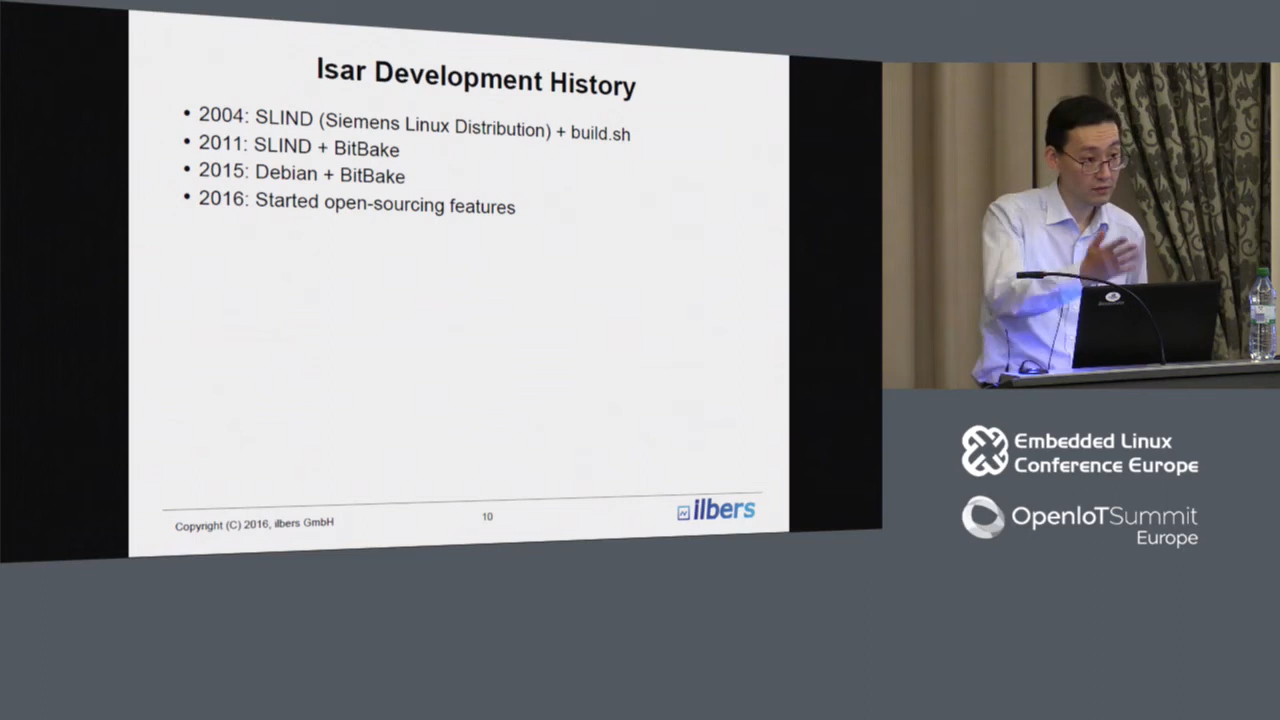 Isar Development History
• 2004: SLIND (Siemens Linux Distribution) + build.sh
• 2011: SLIND + BitBake
• 2015: Debian + BitBake
• 2016: Started open-sourcing features
Copyright (C) 2016, ilbers GmbH
10
ilbers
Embedded Linux
Conference Europe
OpenIoTSummit
Europe